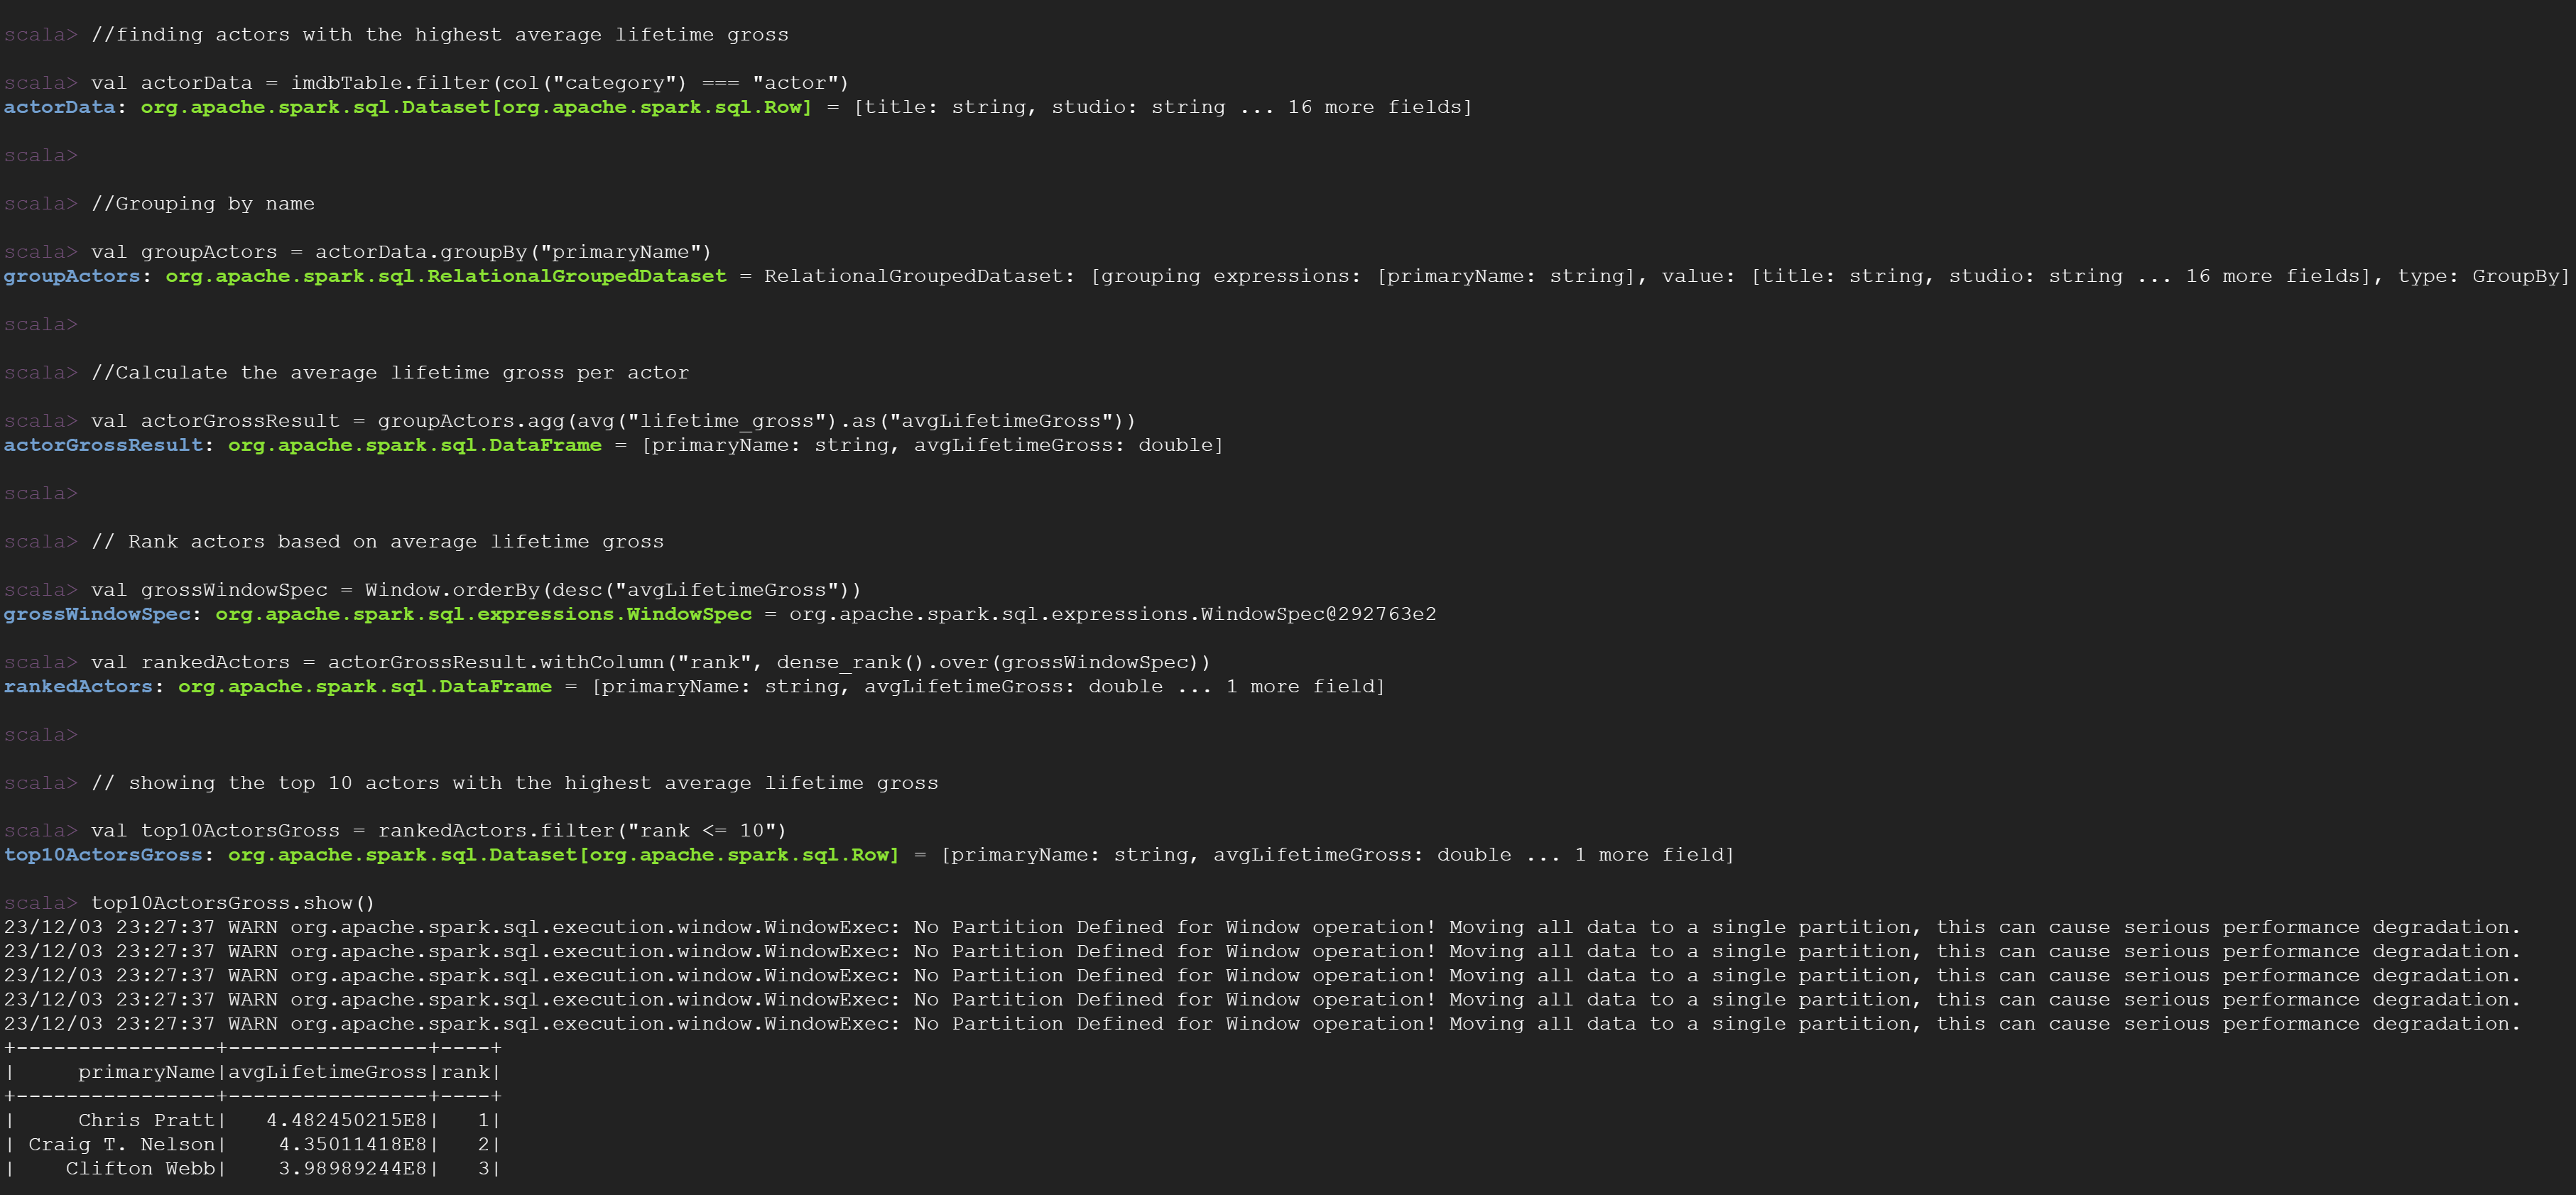 scala> //finding actors with the highest average lifetime gross
scala> val actorData = imdbTable.filter(col("category") === "actor")
actorData: org.apache.spark.sql.Dataset[org.apache.spark.sql.Row] = [title: string, studio: string ... 16 more fields]
scala>
scala> //Grouping by name
scala> val groupActors = actorData.groupBy("primaryName")
groupActors: org.apache.spark.sql.RelationalGroupedDataset = RelationalGroupedDataset: [grouping expressions: [primaryName: string], value: [title: string, studio: string ... 16 more fields], type: GroupBy]
scala>
scala> //Calculate the average lifetime gross per actor
scala> val actorGrossResult = groupActors.agg(avg("lifetime_gross").as("avgLifetimeGross"))
actorGrossResult: org.apache.spark.sql.DataFrame = [primaryName: string, avgLifetimeGross: double]
scala>
scala> // Rank actors based on average lifetime gross
scala> val grossWindowSpec = Window.orderBy(desc("avgLifetimeGross"))
grossWindowSpec: org.apache.spark.sql.expressions.WindowSpec = org.apache.spark.sql.expressions.WindowSpec@292763e2
scala> val rankedActors = actorGrossResult.withColumn("rank", dense_rank().over(grossWindowSpec))
rankedActors: org.apache.spark.sql.DataFrame = [primaryName: string, avgLifetimeGross: double ... 1 more field]
scala>
scala> // showing the top 10 actors with the highest average lifetime gross
scala> val top10ActorsGross = rankedActors.filter("rank <= 10")
top10ActorsGross: org.apache.spark.sql.Dataset[org.apache.spark.sql.Row] = [primaryName: string, avgLifetimeGross: double ... 1 more field]
scala> top10ActorsGross.show()
23/12/03 23:27:37 WARN org.apache.spark.sql.execution.window.WindowExec: No Partition Defined for Window operation! Moving all data to a single partition, this can cause serious performance degradation.
23/12/03 23:27:37 WARN org.apache.spark.sql.execution.window.WindowExec: No Partition Defined for Window operation! Moving all data to a single partition, this can cause serious performance degradation.
23/12/03 23:27:37 WARN org.apache.spark.sql.execution.window.WindowExec: No Partition Defined for Window operation! Moving all data to a single partition, this can cause serious performance degradation.
23/12/03 23:27:37 WARN org.apache.spark.sql.execution.window.WindowExec: No Partition Defined for Window operation! Moving all data to a single partition, this can cause serious performance degradation.
23/12/03 23:27:37 WARN org.apache.spark.sql.execution.window.WindowExec: No Partition Defined for Window operation! Moving all data to a single partition, this can cause serious performance degradation.
+----------------+----------------+----+
|     primaryName|avgLifetimeGross|rank|
+----------------+----------------+----+
|     Chris Pratt|   4.482450215E8|   1|
| Craig T. Nelson|    4.35011418E8|   2|
|    Clifton Webb|    3.98989244E8|   3|